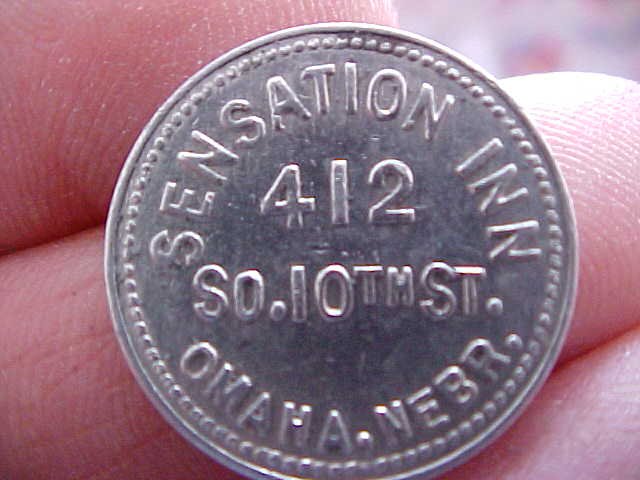 SENSATION INN
412
SO.10TH ST.
OMAHA, NEBR.